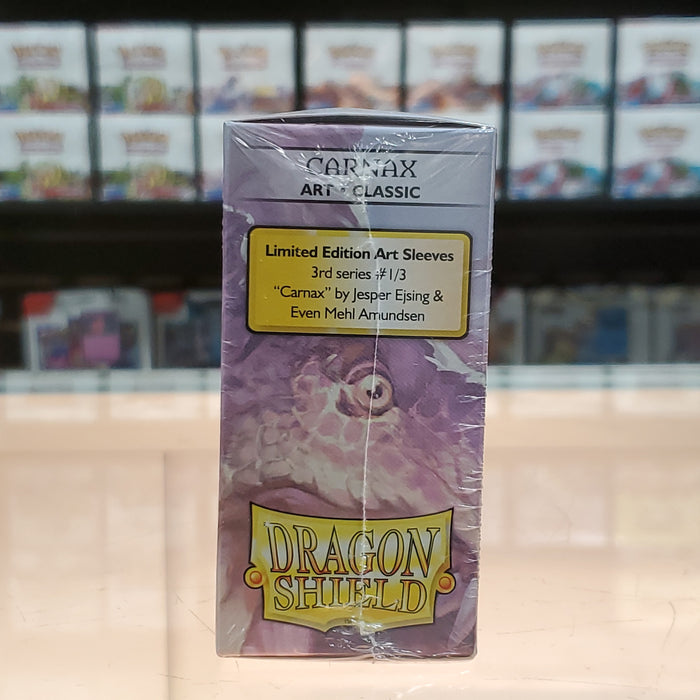 CARNAX
ART • CLASSIC
Limited Edition Art Sleeves
3rd series #1/3
“Carnax” by Jesper Ejsing &
Even Mehl Amundsen
DRAGON
SHIELD